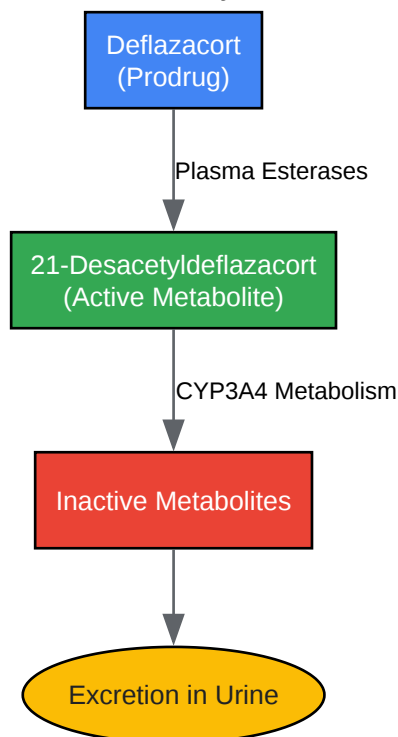 Deflazacort
(Prodrug)
Plasma Esterases
21-Desacetyldeflazacort
(Active Metabolite)
CYP3A4 Metabolism
Inactive Metabolites
Excretion in Urine